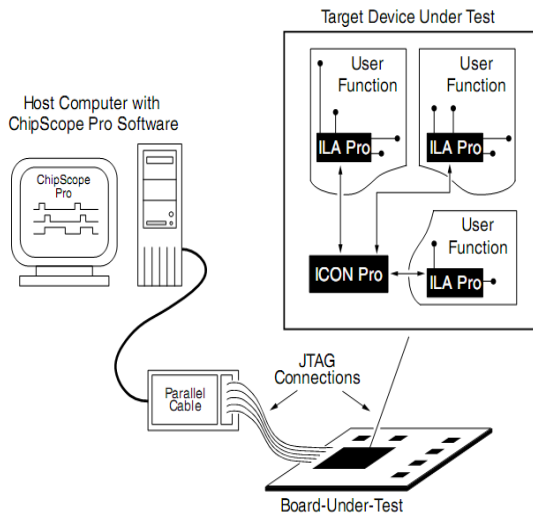 Target Device Under Test
User
Function
ILA Pro
User
Function
ILA Pro
Host Computer with
ChipScope Pro Software
ChipScope
Pro
User
Function
ILA Pro
ICON Pro
JTAG
Connections
Parallel
Cable
Board-Under-Test